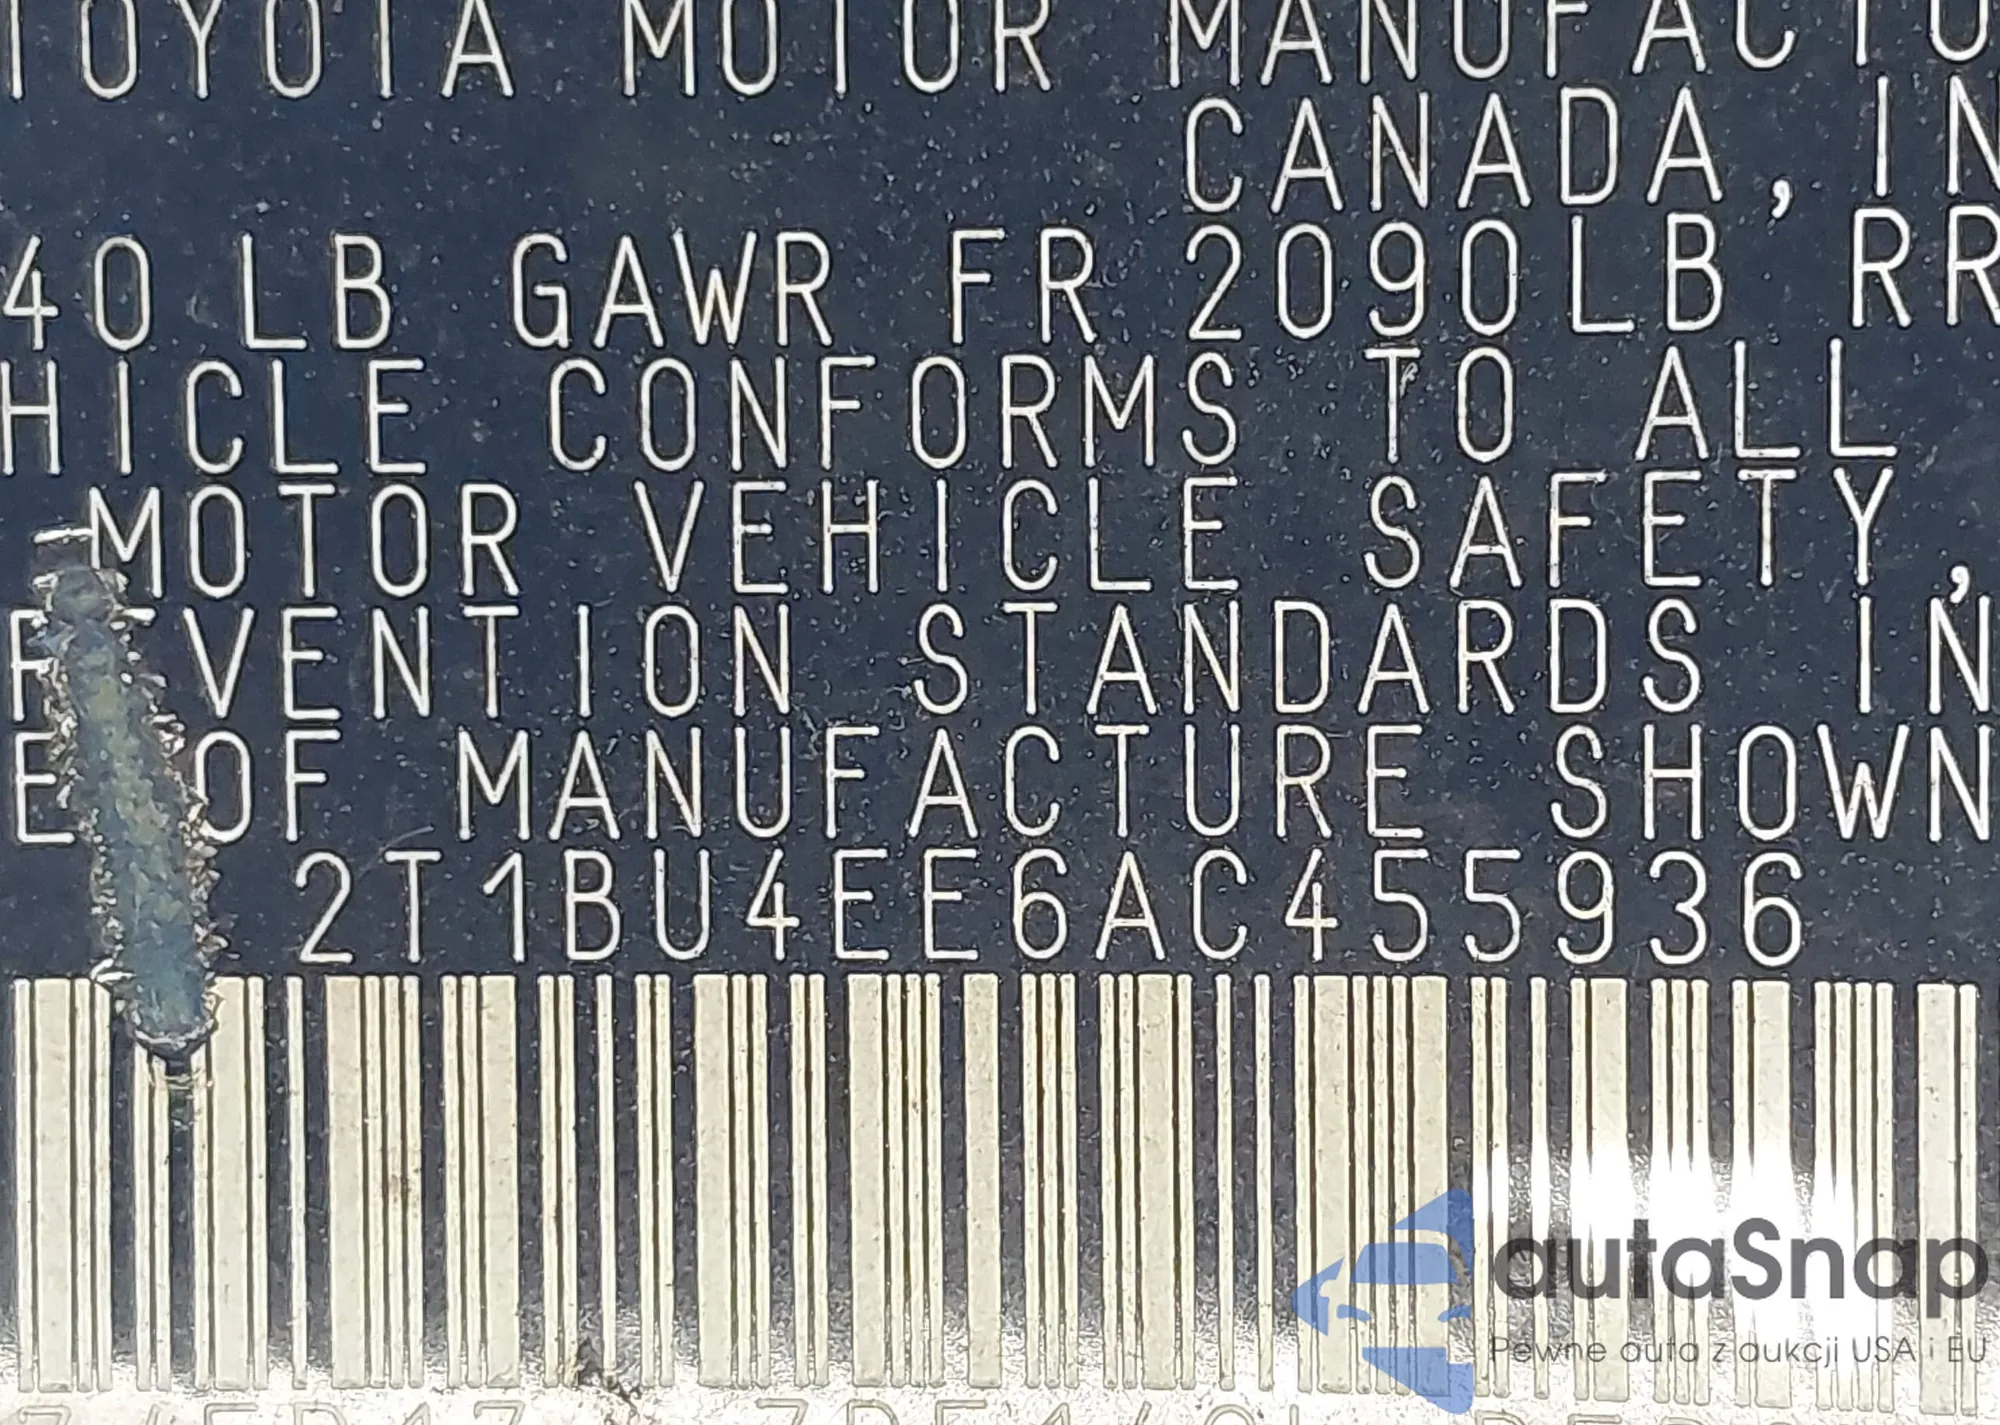 TOYOTA MOTOR MANUFACTU
CANADA, IN
40 LB GAWR FR 2090LB RR
HICLE CONFORMS TO ALL
MOTOR VEHICLE SAFETY,
REVENTION STANDARDS IN
E OF MANUFACTURE SHOWN
2T1BU4EE6AC455936
autaSnap
Pewne auta z aukcji USA i EU